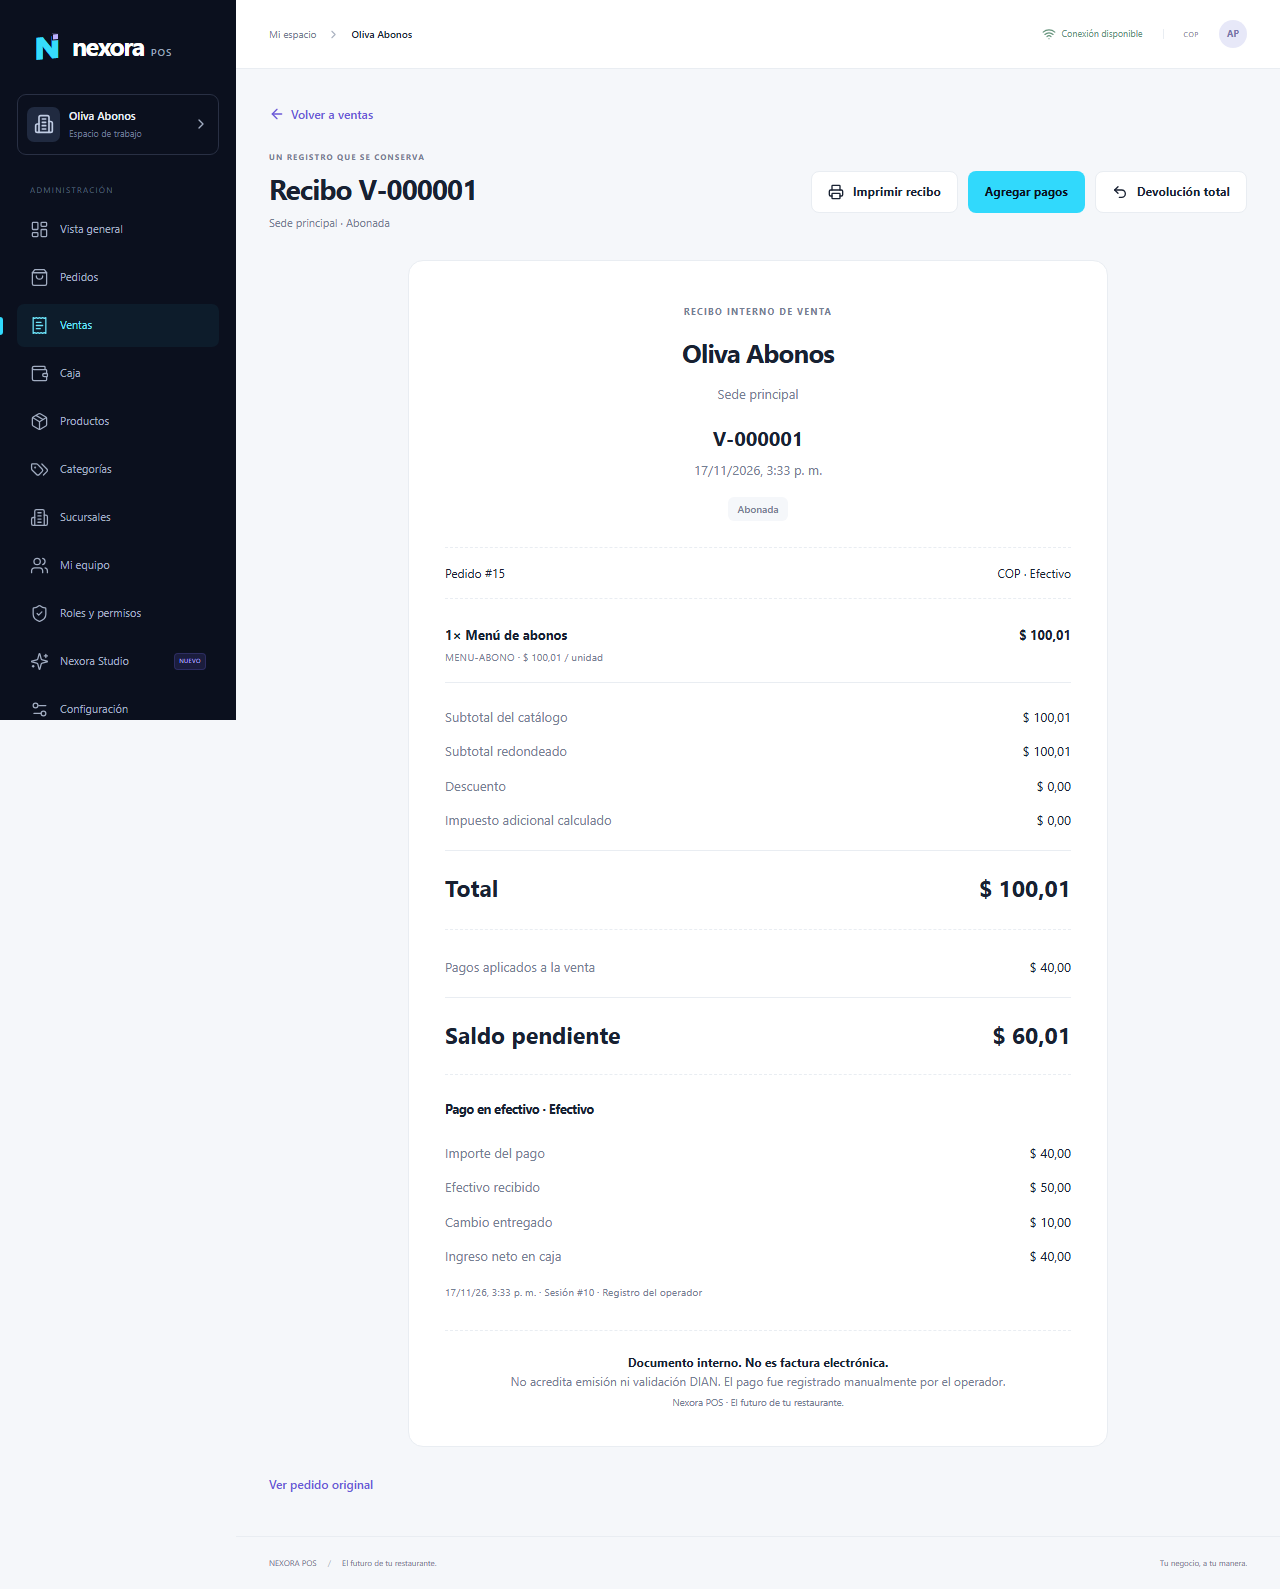 nexora POS
Oliva Abonos
Espacio de trabajo
ADMINISTRACIÓN
Vista general
Pedidos
Ventas
Caja
Productos
Categorías
Sucursales
Mi equipo
Roles y permisos
Nexora Studio NUEVO
Configuración
Mi espacio Oliva Abonos
Conexión disponible COP AP
Volver a ventas
UN REGISTRO QUE SE CONSERVA
Recibo V-000001
Sede principal · Abonada
Imprimir recibo Agregar pagos Devolución total
RECIBO INTERNO DE VENTA
Oliva Abonos
Sede principal
V-000001
17/11/2026, 3:33 p. m.
Abonada
Pedido #15 COP · Efectivo
1× Menú de abonos $ 100,01
MENU-ABONO · $ 100,01 / unidad
Subtotal del catálogo $ 100,01
Subtotal redondeado $ 100,01
Descuento $ 0,00
Impuesto adicional calculado $ 0,00
Total $ 100,01
Pagos aplicados a la venta $ 40,00
Saldo pendiente $ 60,01
Pago en efectivo · Efectivo
Importe del pago $ 40,00
Efectivo recibido $ 50,00
Cambio entregado $ 10,00
Ingreso neto en caja $ 40,00
17/11/26, 3:33 p. m. · Sesión #10 · Registro del operador
Documento interno. No es factura electrónica.
No acredita emisión ni validación DIAN. El pago fue registrado manualmente por el operador.
Nexora POS · El futuro de tu restaurante.
Ver pedido original
NEXORA POS / El futuro de tu restaurante.
Tu negocio, a tu manera.